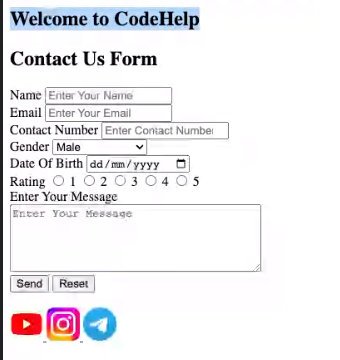 Welcome to CodeHelp
Contact Us Form
Name Enter Your Name
Email Enter Your Email
Contact Number Enter Contact Number
Gender Male
Date Of Birth dd/mm/yyyy
Rating 1 2 3 4 5
Enter Your Message
Enter Your Message
Send Reset